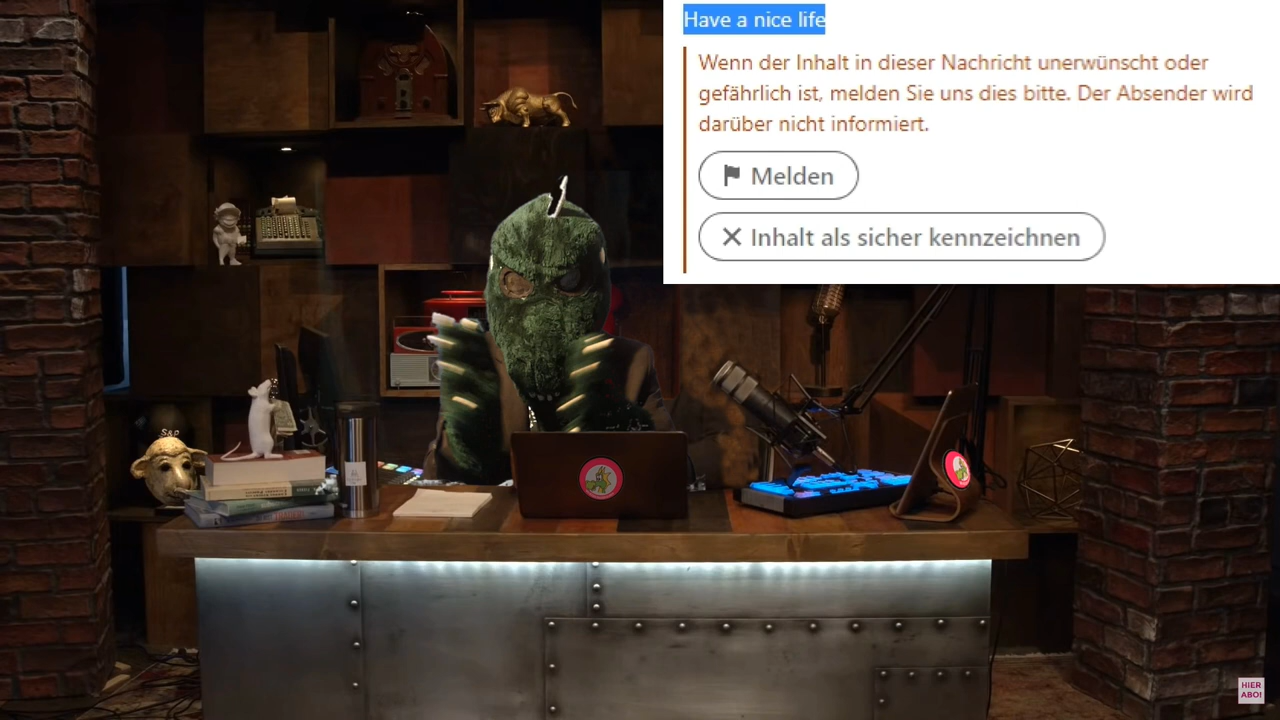 Have a nice life
Wenn der Inhalt in dieser Nachricht unerwünscht oder
gefährlich ist, melden Sie uns dies bitte. Der Absender wird
darüber nicht informiert.
Melden
Inhalt als sicher kennzeichnen
SAD
HIER
ABO!